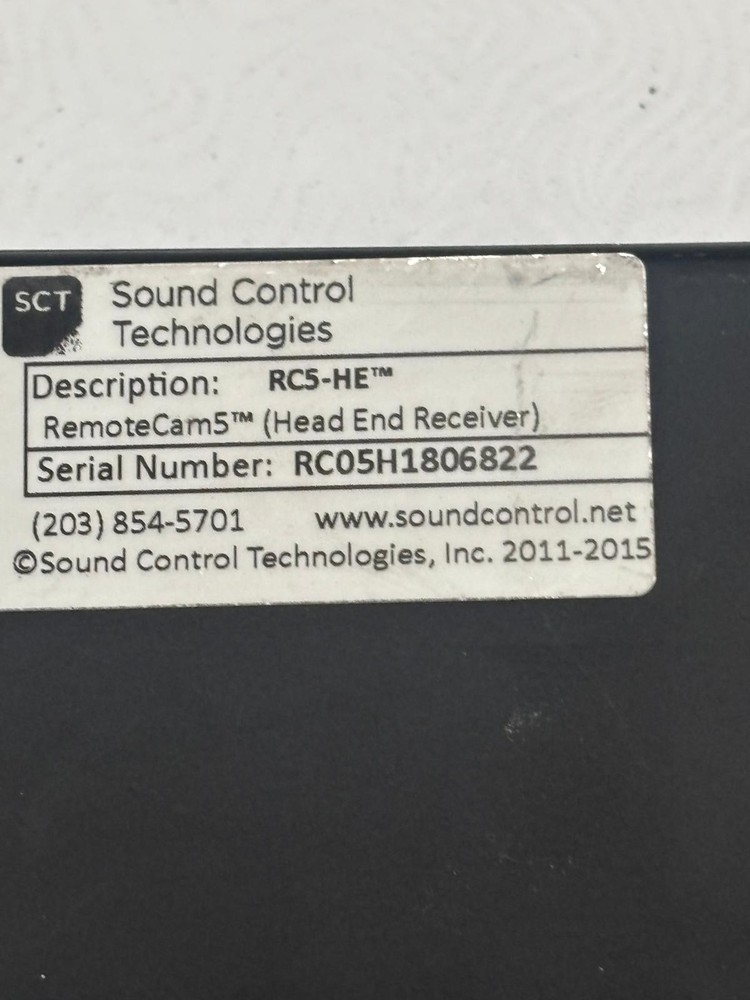 SCT
Sound Control
Technologies
Description: RC5-HE™
RemoteCam5™ (Head End Receiver)
Serial Number: RC05H1806822
(203) 854-5701 www.soundcontrol.net
©Sound Control Technologies, Inc. 2011-2015